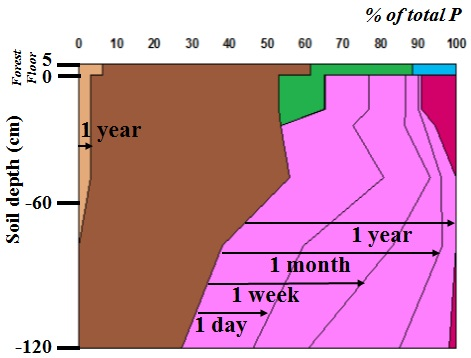 % of total P
0 10 20 30 40 50 60 70 80 90 100
Forest
Floor
5
0
-60
-120
Soil depth (cm)
1 year
1 year
1 month
1 week
1 day